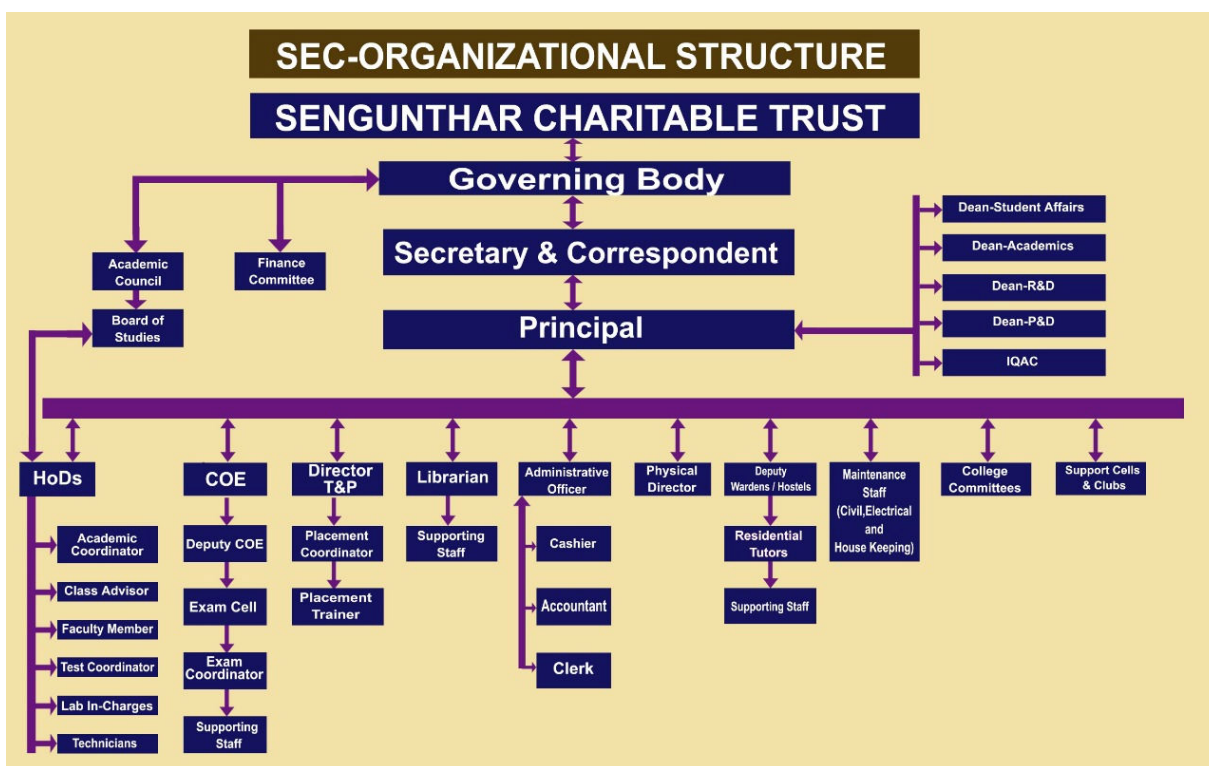 SEC-ORGANIZATIONAL STRUCTURE
SENGUNTHAR CHARITABLE TRUST
Governing Body
Secretary & Correspondent
Principal
Academic
Council
Finance
Committee
Board of
Studies
Dean-Student Affairs
Dean-Academics
Dean-R&D
Dean-P&D
IQAC
HoDs
Academic
Coordinator
Class Advisor
Faculty Member
Test Coordinator
Lab In-Charges
Technicians
COE
Deputy COE
Exam Cell
Exam
Coordinator
Supporting
Staff
Director
T&P
Placement
Coordinator
Placement
Trainer
Librarian
Supporting
Staff
Administrative
Officer
Cashier
Accountant
Clerk
Physical
Director
Deputy
Wardens / Hostels
Residential
Tutors
Supporting Staff
Maintenance
Staff
(Civil,Electrical
and
House Keeping)
College
Committees
Support Cells
& Clubs